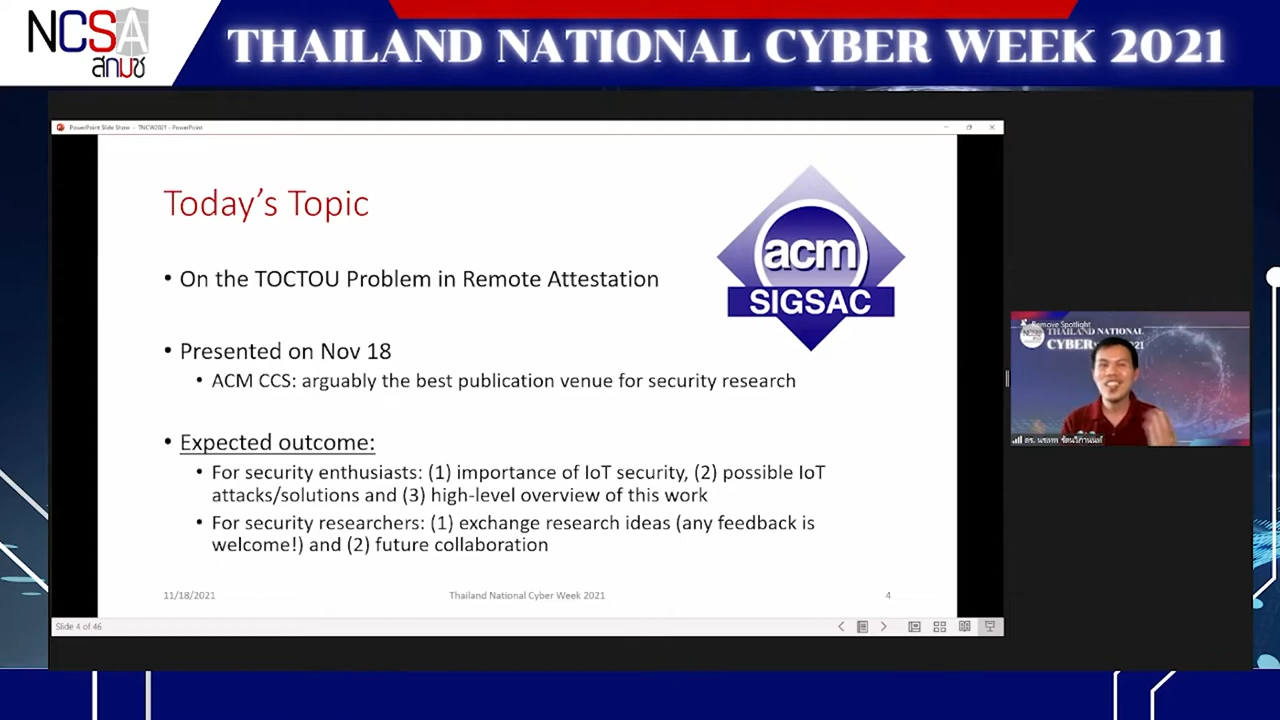 NCSA
สกมช
THAILAND NATIONAL CYBER WEEK 2021
PowerPoint Slide Show - TNCW2021 - PowerPoint
Today's Topic
acm
SIGSAC
• On the TOCTOU Problem in Remote Attestation
• Presented on Nov 18
• ACM CCS: arguably the best publication venue for security research
• Expected outcome:
• For security enthusiasts: (1) importance of IoT security, (2) possible IoT
attacks/solutions and (3) high-level overview of this work
• For security researchers: (1) exchange research ideas (any feedback is
welcome!) and (2) future collaboration
11/18/2021
Thailand National Cyber Week 2021
4
Slide 4 of 46
Remove Spotlight
THAILAND NATIONAL
CYBER
2021
ดร.